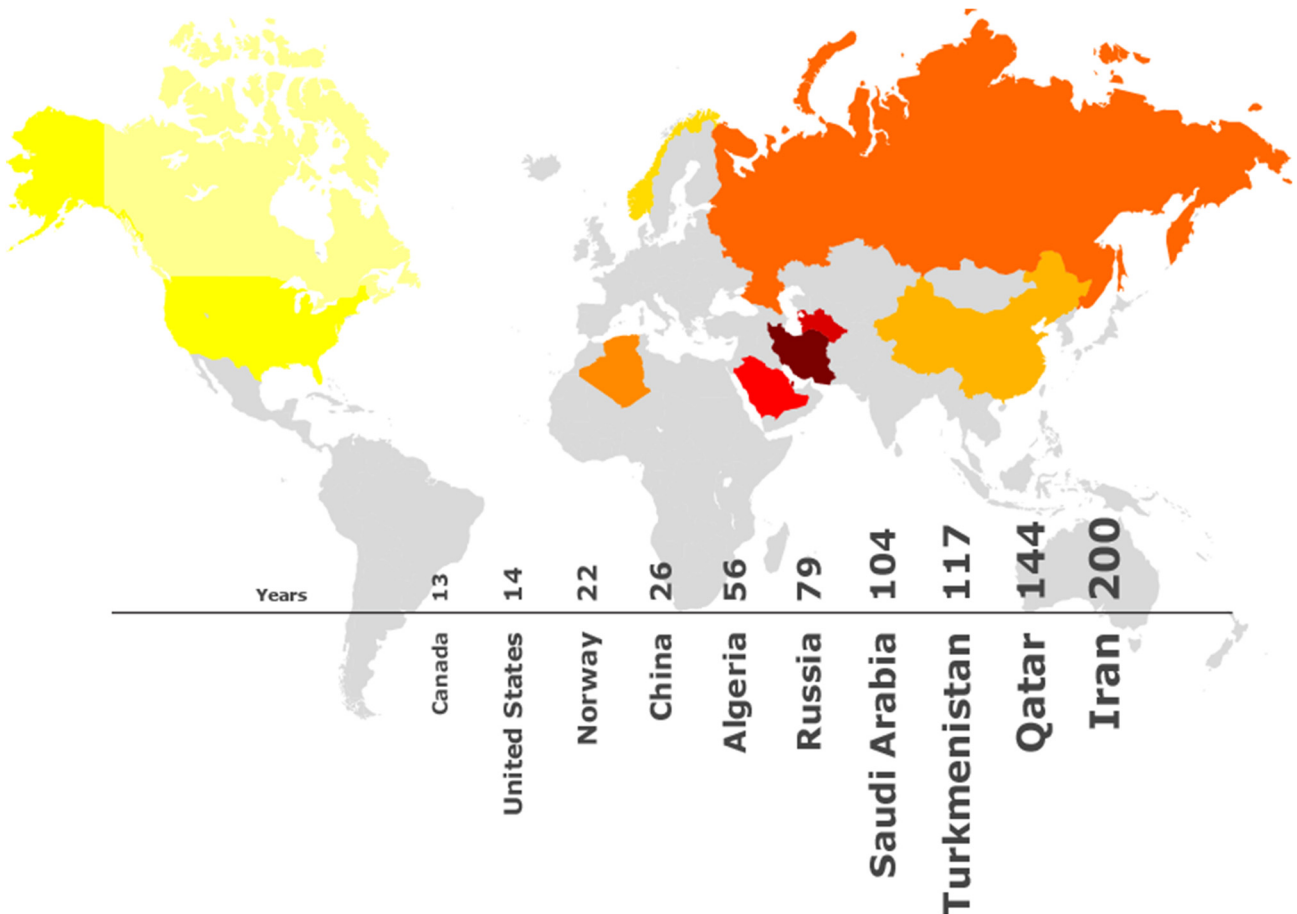 Years 13 14 22 26 56 79 104 117 144 200
Canada
United States
Norway
China
Algeria
Russia
Saudi Arabia
Turkmenistan
Qatar
Iran